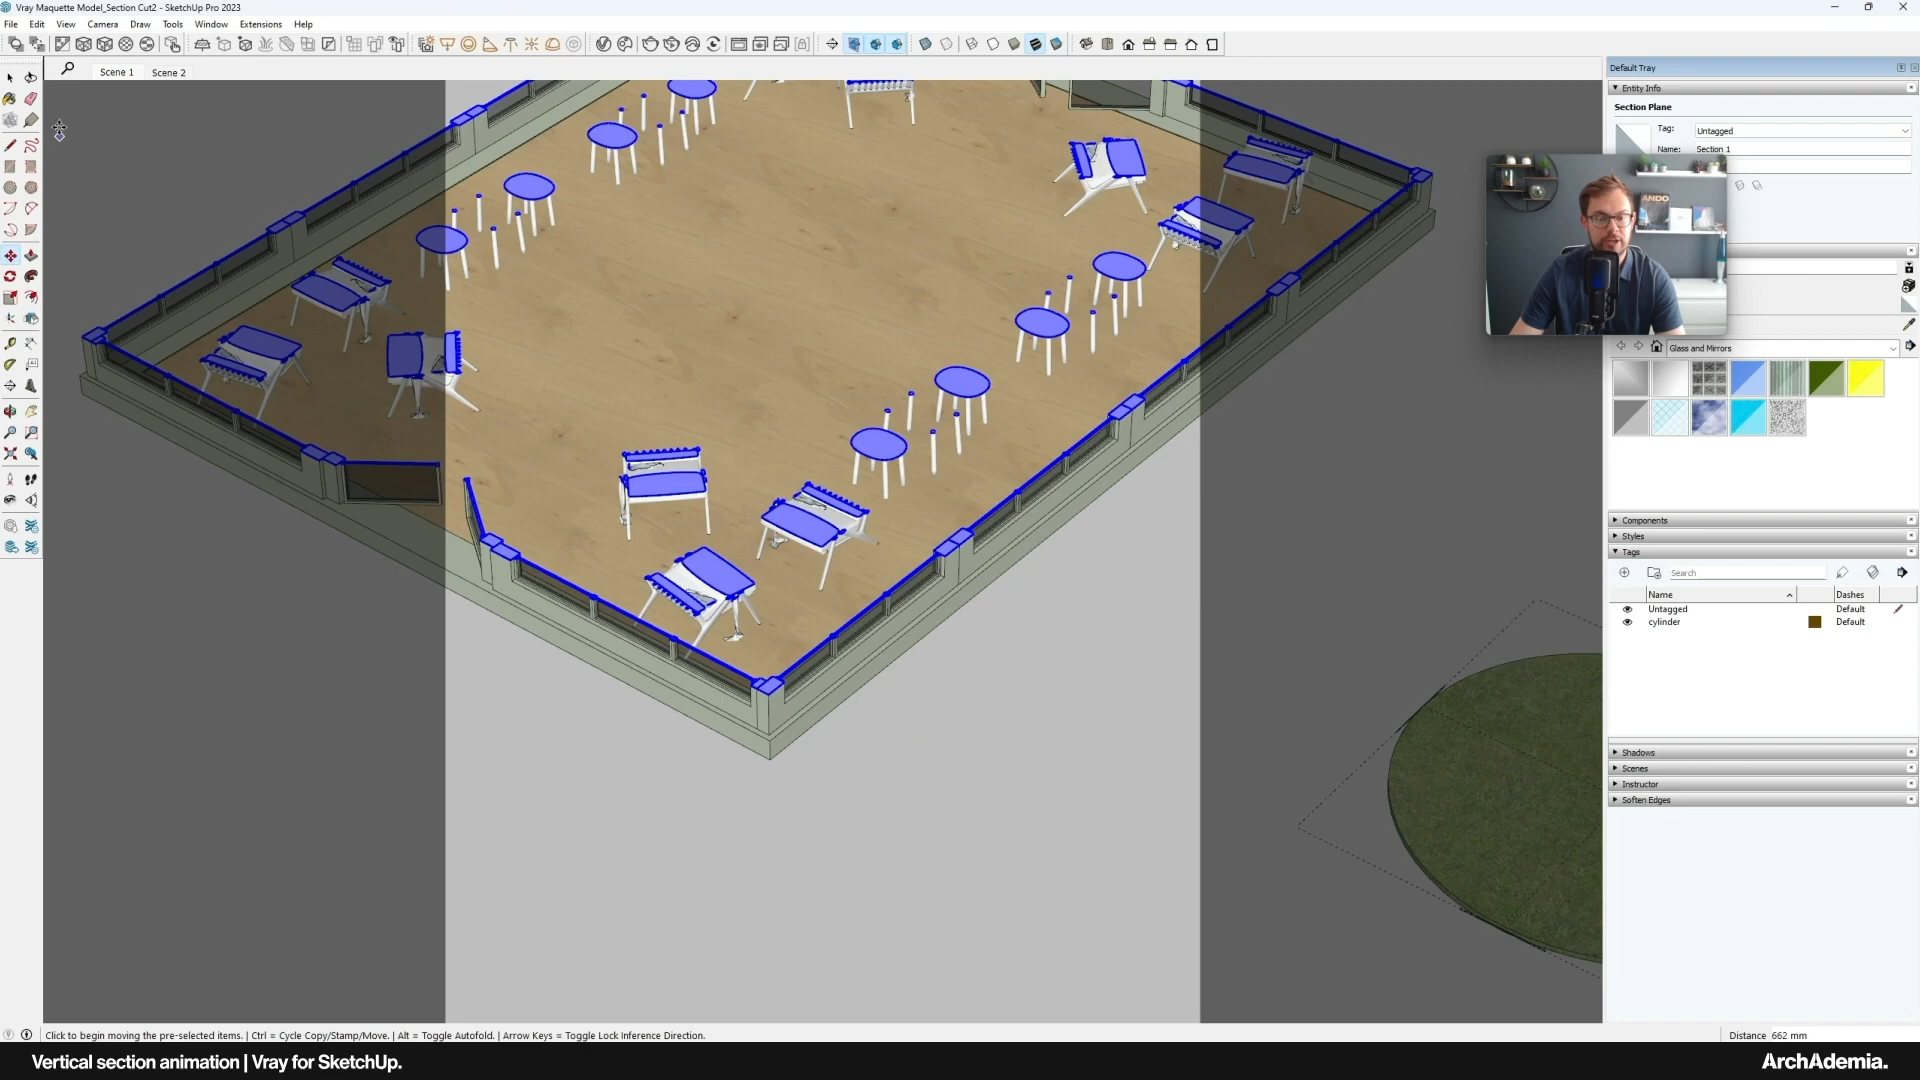 Vray Maquette Model_Section Cut2 - SketchUp Pro 2023
File Edit View Camera Draw Tools Window Extensions Help
Scene 1 Scene 2
Default Tray
Entity Info
Section Plane
Tag: Untagged
Name: Section 1
ANDO
Glass and Mirrors
Components
Styles
Tags
Search
Name Dashes
Untagged Default
cylinder Default
Shadows
Scenes
Instructor
Soften Edges
Click to begin moving the pre-selected items. | Ctrl = Cycle Copy/Stamp/Move. | Alt = Toggle Autofold. | Arrow Keys = Toggle Lock Inference Direction.
Distance 662 mm
Vertical section animation | Vray for SketchUp.
ArchAdemia.